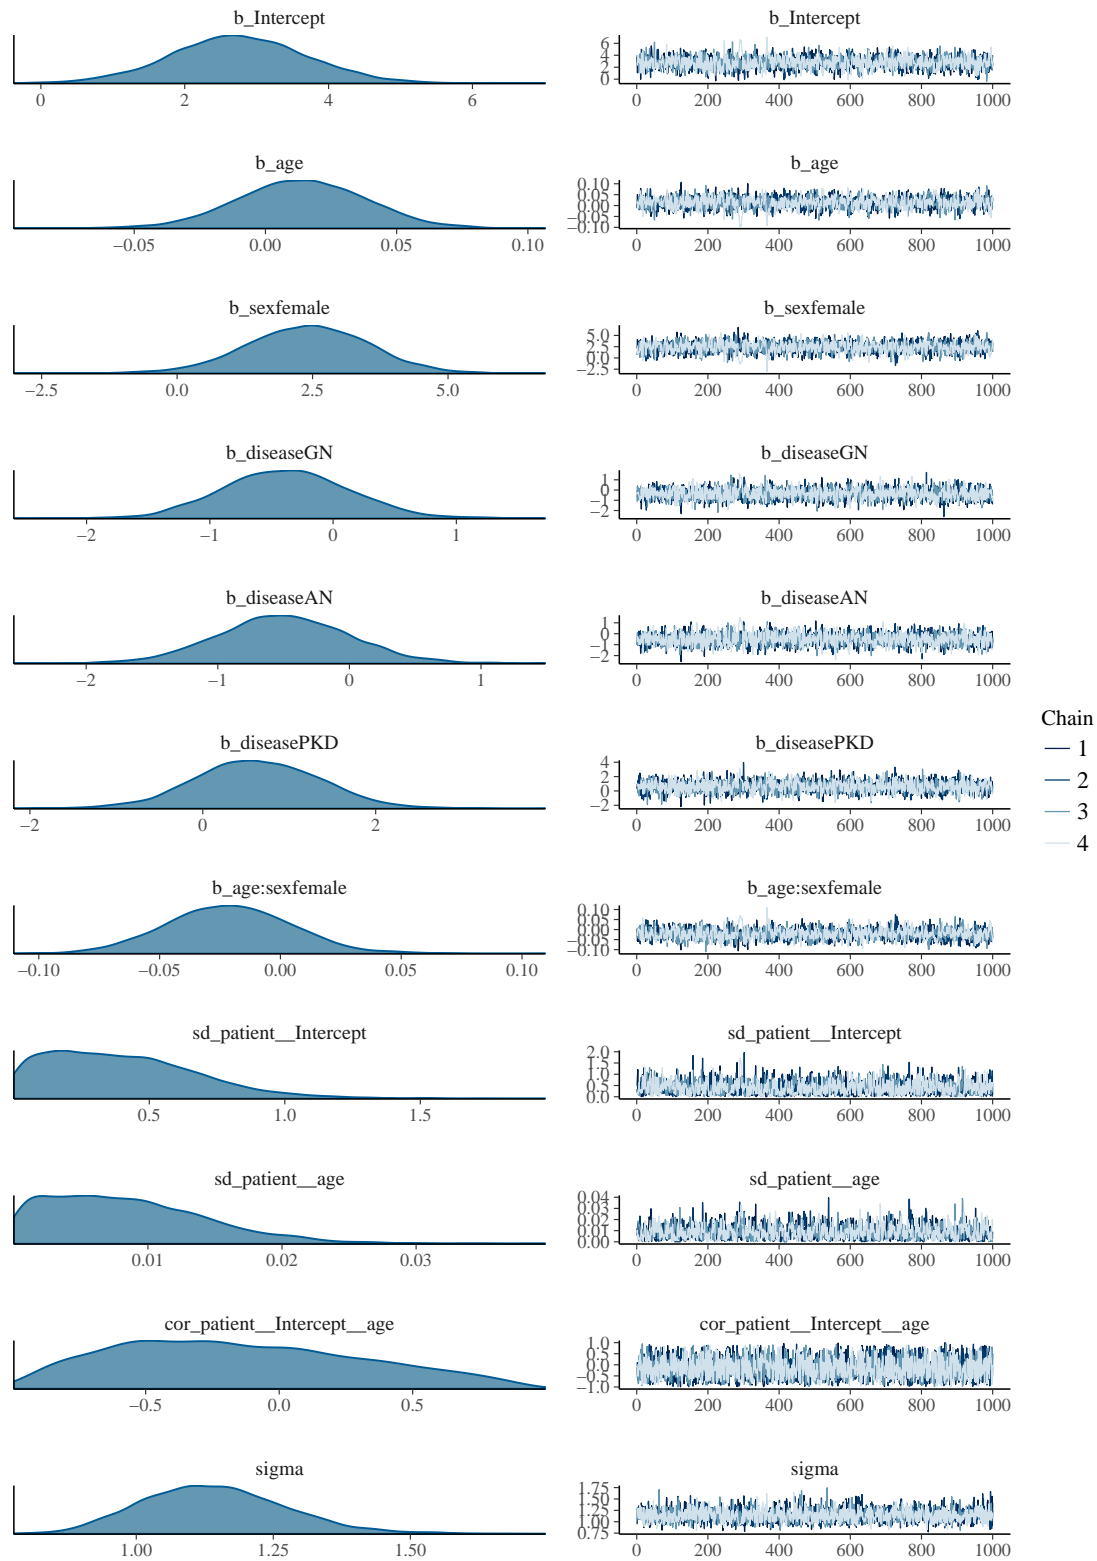 b_Intercept
0 2 4 6
b_Intercept
6
4
2
0
0 200 400 600 800 1000
b_age
−0.05 0.00 0.05 0.10
b_age
0.10
0.05
0.00
−0.05
−0.10
0 200 400 600 800 1000
b_sexfemale
−2.5 0.0 2.5 5.0
b_sexfemale
5.0
2.5
0.0
−2.5
0 200 400 600 800 1000
b_diseaseGN
−2 −1 0 1
b_diseaseGN
1
0
−1
−2
0 200 400 600 800 1000
b_diseaseAN
−2 −1 0 1
b_diseaseAN
1
0
−1
−2
0 200 400 600 800 1000
b_diseasePKD
−2 0 2
b_diseasePKD
4
2
0
−2
0 200 400 600 800 1000
Chain
1
2
3
4
b_age:sexfemale
−0.10 −0.05 0.00 0.05 0.10
b_age:sexfemale
0.10
0.05
0.00
−0.05
−0.10
0 200 400 600 800 1000
sd_patient__Intercept
0.5 1.0 1.5
sd_patient__Intercept
2.0
1.5
1.0
0.5
0.0
0 200 400 600 800 1000
sd_patient__age
0.01 0.02 0.03
sd_patient__age
0.04
0.03
0.02
0.01
0.00
0 200 400 600 800 1000
cor_patient__Intercept__age
−0.5 0.0 0.5
cor_patient__Intercept__age
1.0
0.5
0.0
−0.5
−1.0
0 200 400 600 800 1000
sigma
1.00 1.25 1.50
sigma
1.75
1.50
1.25
1.00
0.75
0 200 400 600 800 1000